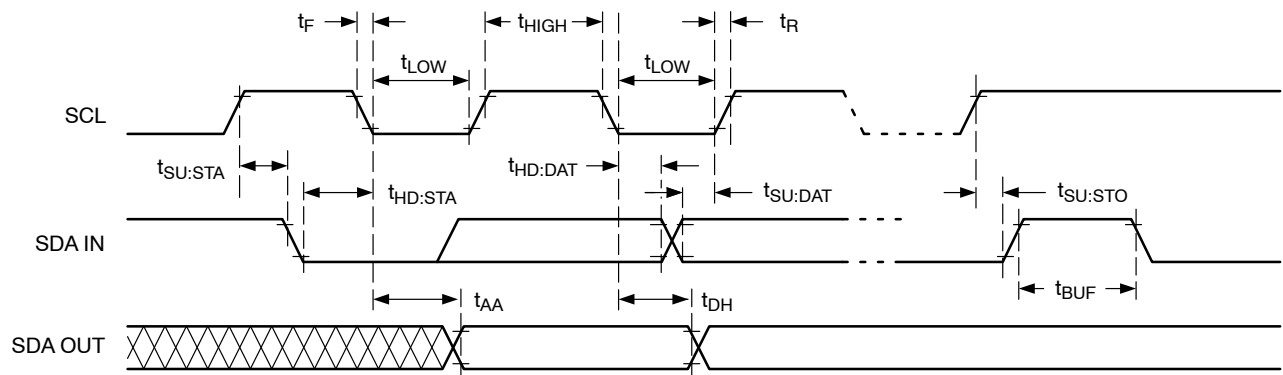 tF
tHIGH
tR
tLOW
tLOW
SCL
tSU:STA
tHD:DAT
tHD:STA
tSU:DAT
tSU:STO
SDA IN
tBUF
tAA
tDH
SDA OUT